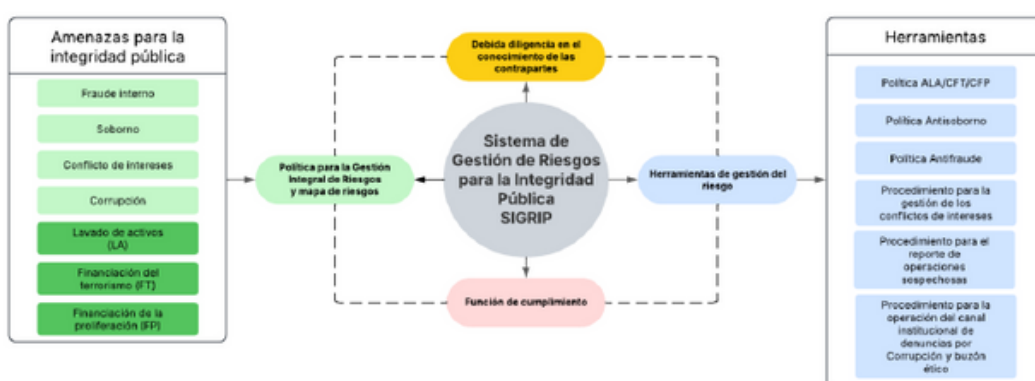 Amenazas para la
integridad pública
Fraude interno
Soborno
Conflicto de intereses
Corrupción
Lavado de activos
(LA)
Financiación del
terrorismo (FT)
Financiación de la
proliferación (FP)
Debida diligencia en el
conocimiento de las
contrapartes
Política para la Gestión
Integral de Riesgos
y mapa de riesgos
Sistema de
Gestión de Riesgos
para la Integridad
Pública
SIGRIP
Herramientas de gestión del
riesgo
Función de cumplimiento
Herramientas
Política ALA/CFT/CFP
Política Antisoborno
Política Antifraude
Procedimiento para la
gestión de los
conflictos de intereses
Procedimiento para el
reporte de
operaciones
sospechosas
Procedimiento para la
operación del canal
institucional de
denuncias por
Corrupción y buzón
ético